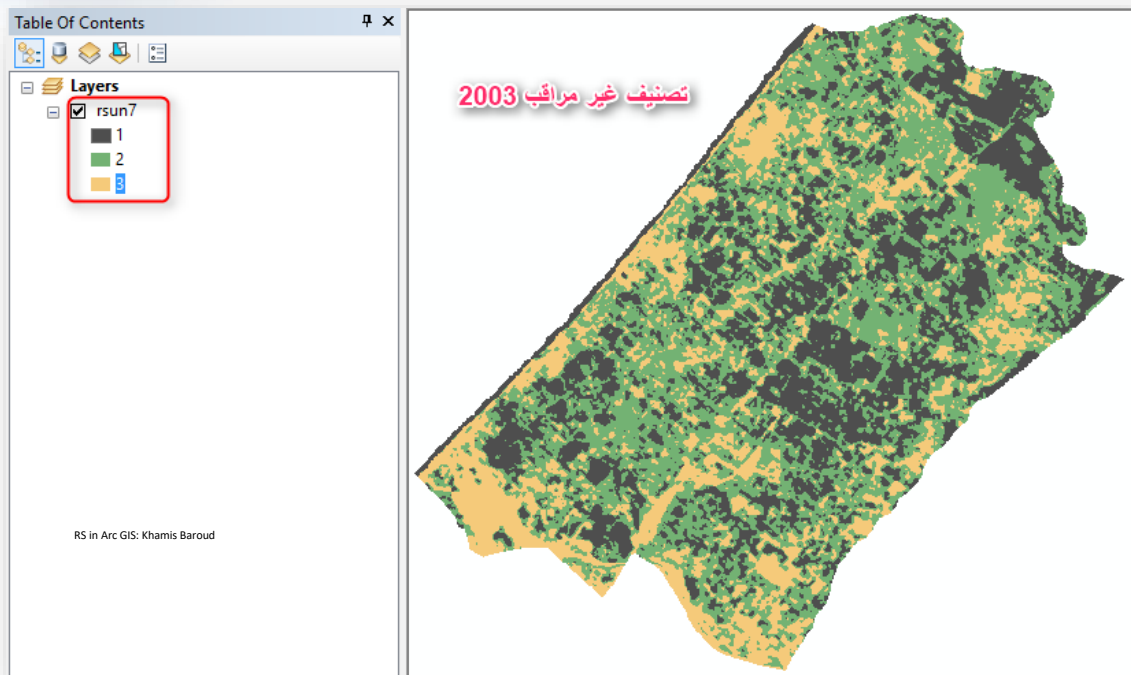 Table Of Contents
Layers
rsun7
1
2
3
RS in Arc GIS: Khamis Baroud
تصنيف غير مراقب 2003